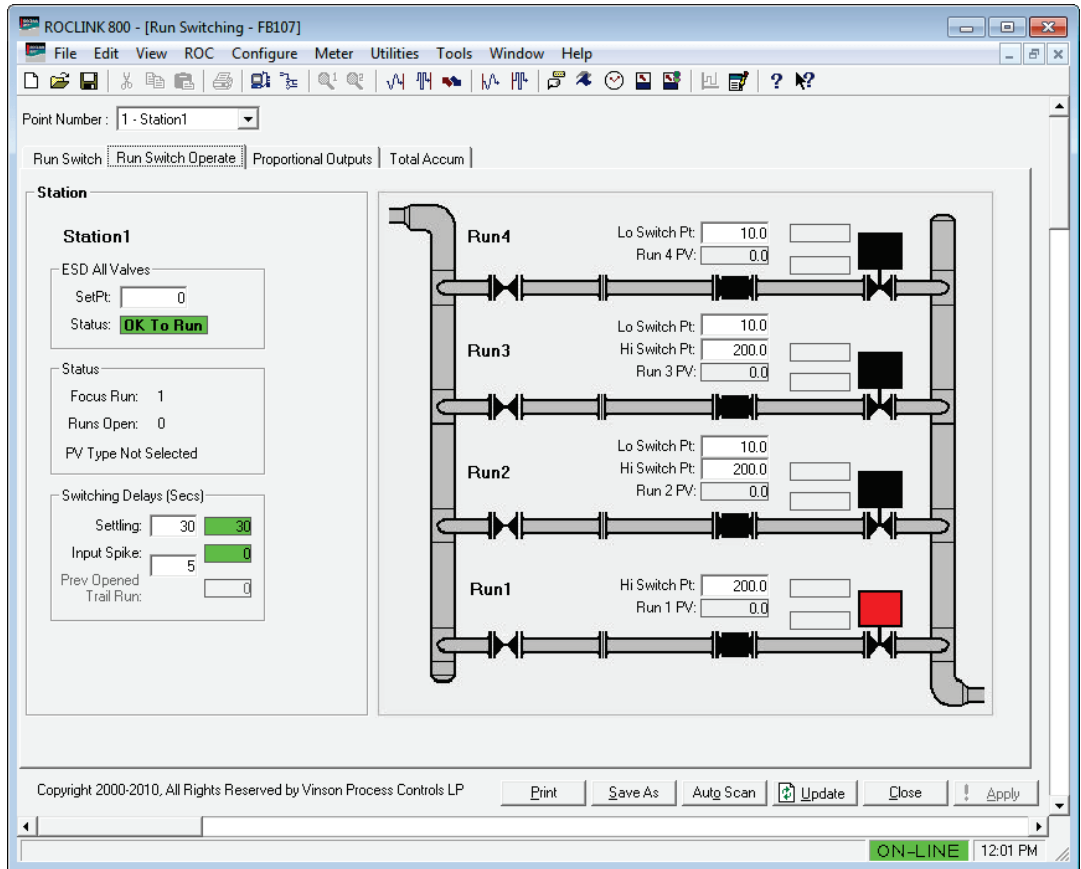 ROCLINK 800 - [Run Switching - FB107]
File Edit View ROC Configure Meter Utilities Tools Window Help
Point Number : 1 - Station1
Run Switch Run Switch Operate Proportional Outputs Total Accum
Station
Station1
ESD All Valves
SetPt: 0
Status: OK To Run
Status
Focus Run: 1
Runs Open: 0
PV Type Not Selected
Switching Delays (Secs)
Settling: 30 30
Input Spike: 5 0
Prev Opened
Trail Run: 0
Run4
Lo Switch Pt: 10.0
Run 4 PV: 0.0
Run3
Lo Switch Pt: 10.0
Hi Switch Pt: 200.0
Run 3 PV: 0.0
Run2
Lo Switch Pt: 10.0
Hi Switch Pt: 200.0
Run 2 PV: 0.0
Run1
Hi Switch Pt: 200.0
Run 1 PV: 0.0
Copyright 2000-2010, All Rights Reserved by Vinson Process Controls LP
Print Save As Auto Scan Update Close ! Apply
ON-LINE 12:01 PM